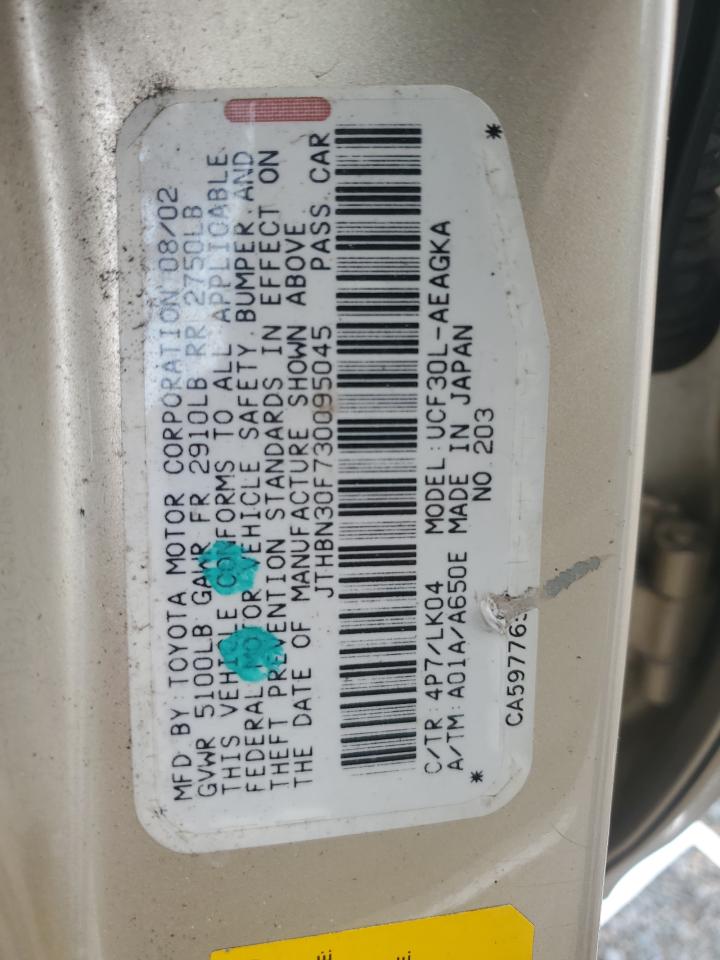 MFD BY: TOYOTA MOTOR CORPORATION 08/02
GVWR 5100LB GAWR FR 2910LB RR 2750LB
THIS VEHICLE CONFORMS TO ALL APPLICABLE
FEDERAL MOTOR VEHICLE SAFETY, BUMPER AND
THEFT PREVENTION STANDARDS IN EFFECT ON
THE DATE OF MANUFACTURE SHOWN ABOVE
JTHBN30F730095045 PASS. CAR
C/TR: 4P7/LK04 MODEL: UCF30L-AEAGKA
A/TM: A01A/A650E MADE IN JAPAN
NO 203
* CA59776 *